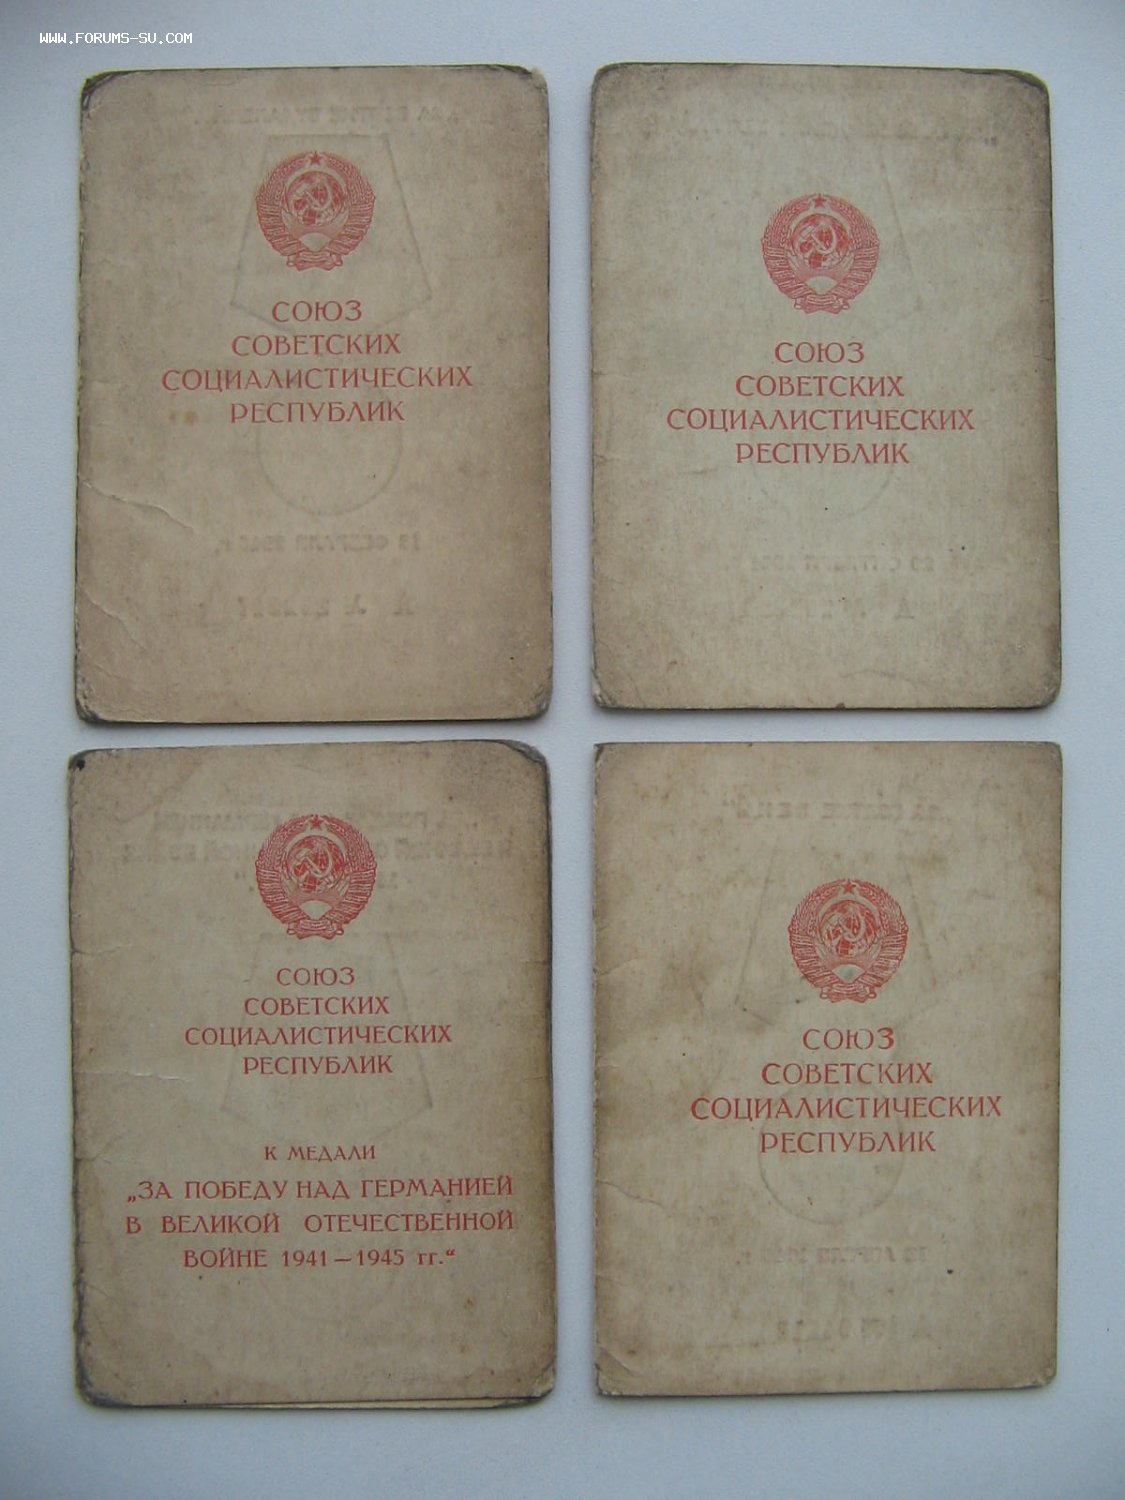 WWW.FORUMS-SU.COM
СОЮЗ
СОВЕТСКИХ
СОЦИАЛИСТИЧЕСКИХ
РЕСПУБЛИК
СОЮЗ
СОВЕТСКИХ
СОЦИАЛИСТИЧЕСКИХ
РЕСПУБЛИК
СОЮЗ
СОВЕТСКИХ
СОЦИАЛИСТИЧЕСКИХ
РЕСПУБЛИК
К МЕДАЛИ
„ЗА ПОБЕДУ НАД ГЕРМАНИЕЙ
В ВЕЛИКОЙ ОТЕЧЕСТВЕННОЙ
ВОЙНЕ 1941—1945 гг.“
СОЮЗ
СОВЕТСКИХ
СОЦИАЛИСТИЧЕСКИХ
РЕСПУБЛИК